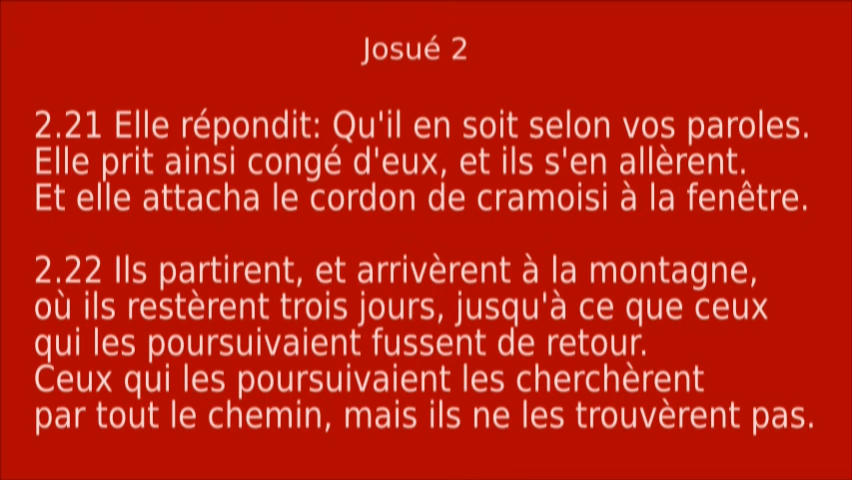 Josué 2
2.21 Elle répondit: Qu'il en soit selon vos paroles.
Elle prit ainsi congé d'eux, et ils s'en allèrent.
Et elle attacha le cordon de cramoisi à la fenêtre.
2.22 Ils partirent, et arrivèrent à la montagne,
où ils restèrent trois jours, jusqu'à ce que ceux
qui les poursuivaient fussent de retour.
Ceux qui les poursuivaient les cherchèrent
par tout le chemin, mais ils ne les trouvèrent pas.